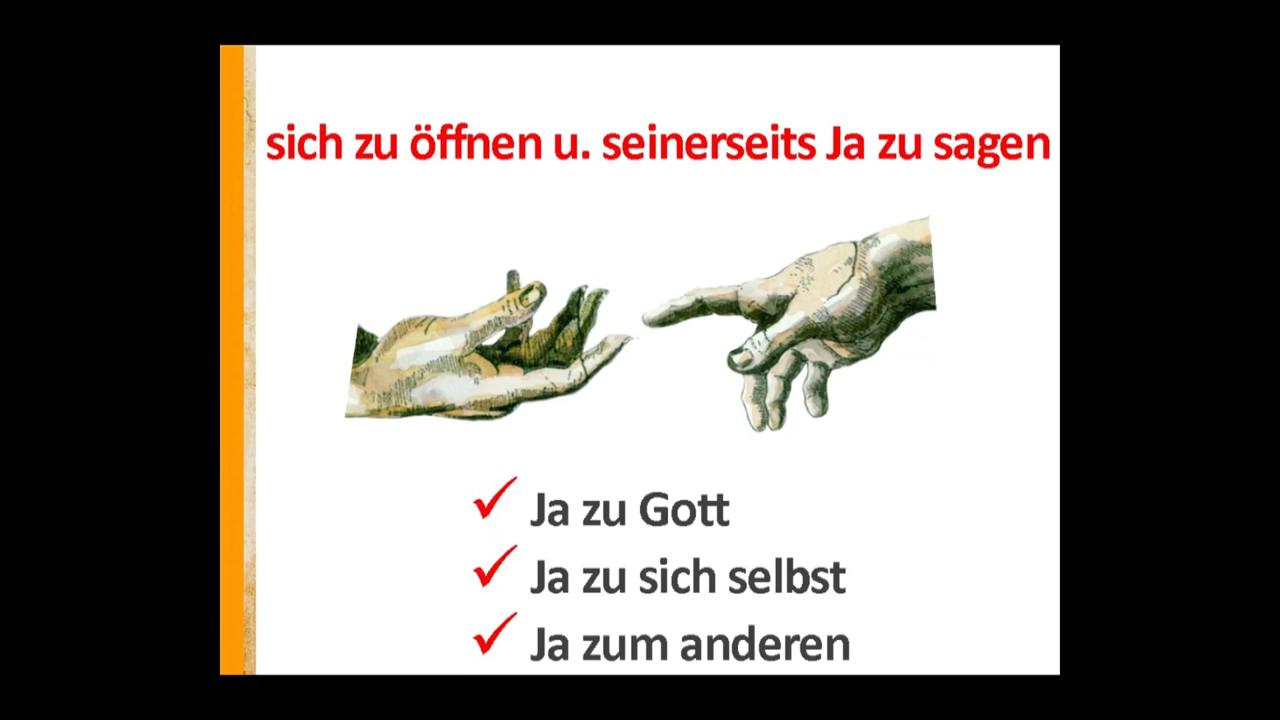 sich zu öffnen u. seinerseits Ja zu sagen
Ja zu Gott
Ja zu sich selbst
Ja zum anderen